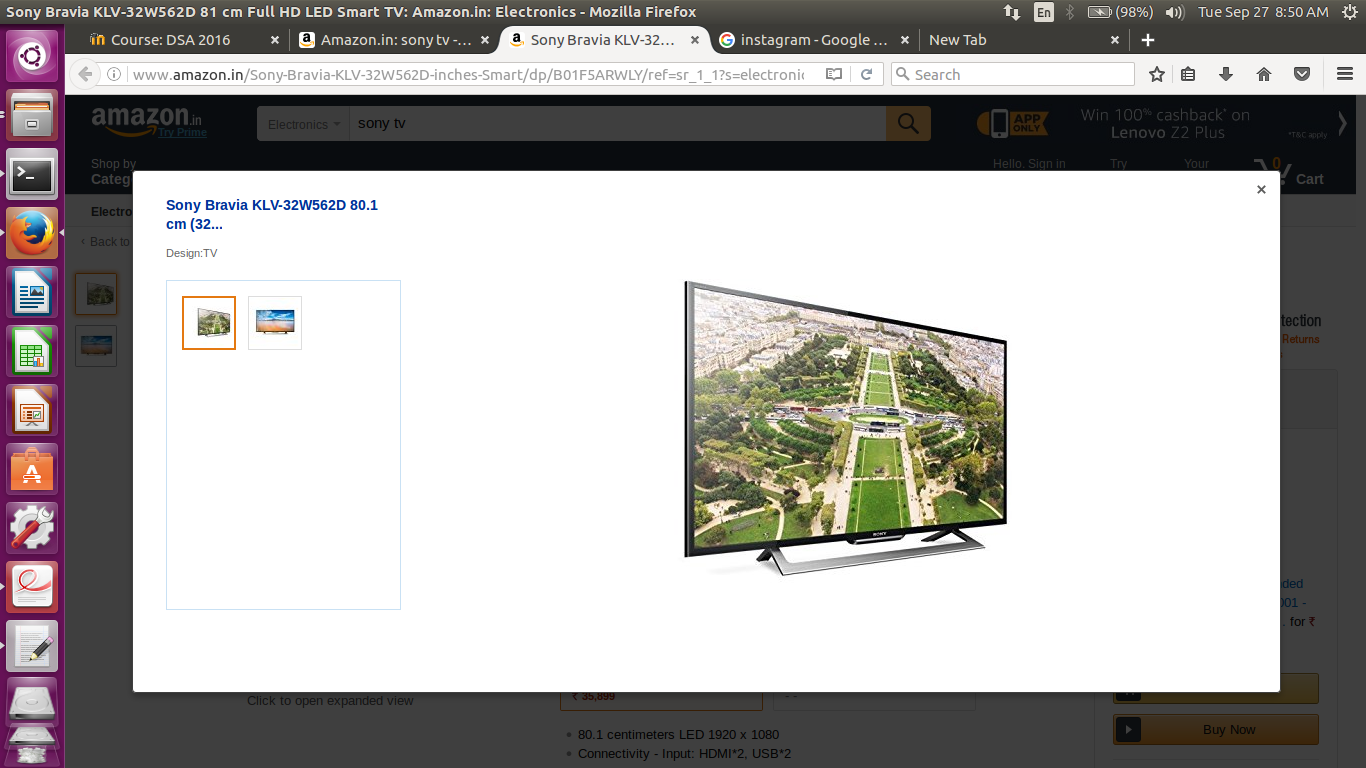 Sony Bravia KLV-32W562D 81 cm Full HD LED Smart TV: Amazon.in: Electronics - Mozilla Firefox
En (98%) Tue Sep 27 8:50 AM
Course: DSA 2016
Amazon.in: sony tv -...
Sony Bravia KLV-32...
instagram - Google ...
New Tab
www.amazon.in/Sony-Bravia-KLV-32W562D-inches-Smart/dp/B01F5ARWLY/ref=sr_1_1?s=electronic
Search
amazon.in
Try Prime
Electronics
sony tv
APP ONLY
Win 100% cashback* on
Lenovo Z2 Plus
*T&C apply
Shop by
Categ
Hello. Sign in
Try
Your
0
Cart
Electro
Back to
Sony Bravia KLV-32W562D 80.1
cm (32...
Design:TV
SONY
tection
Returns
ded
001 -
. for ₹
Click to open expanded view
₹ 35,899
- -
Buy Now
80.1 centimeters LED 1920 x 1080
Connectivity - Input: HDMI*2, USB*2